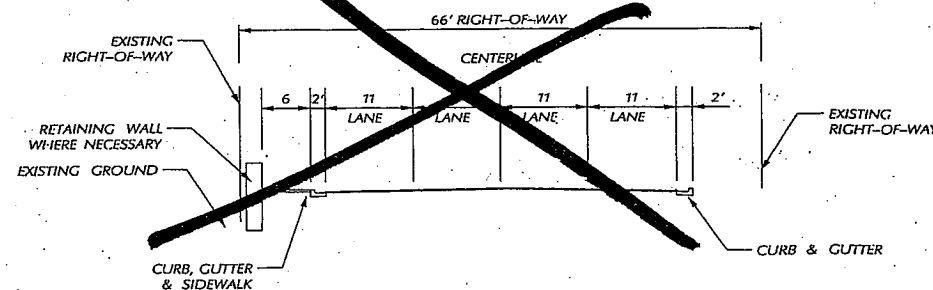 66' RIGHT-OF-WAY
EXISTING
RIGHT-OF-WAY
6 2' 11 11 11 2'
LANE LANE LANE LANE
EXISTING
RIGHT-OF-WAY
RETAINING WALL
WHERE NECESSARY
EXISTING GROUND
CURB, GUTTER
& SIDEWALK
CURB & GUTTER